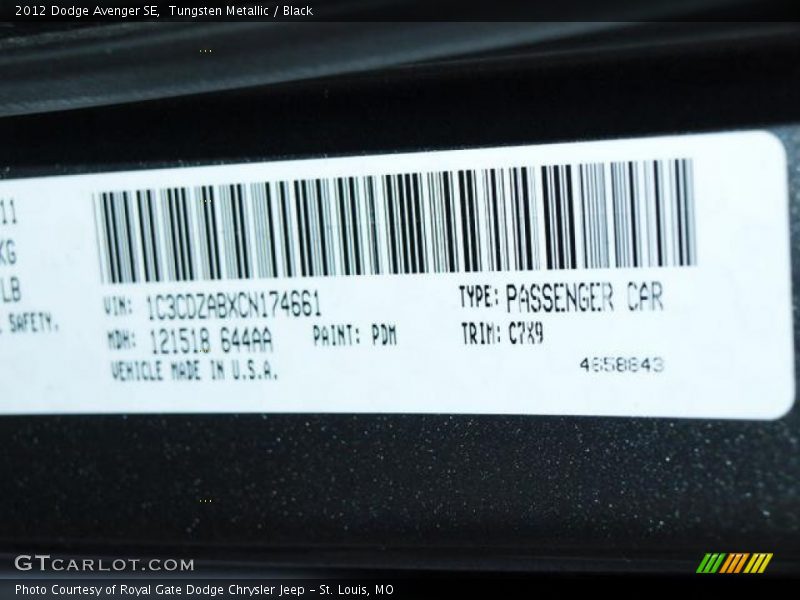 2012 Dodge Avenger SE,  Tungsten Metallic / Black
11
KG
LB
SAFETY.
VIN: 1C3CDZABXCN174661
TYPE: PASSENGER CAR
MDH: 121518 644AA
PAINT: PDM
TRIM: C7X9
VEHICLE MADE IN U.S.A.
4658843
GTCARLOT.COM
Photo Courtesy of Royal Gate Dodge Chrysler Jeep - St. Louis, MO